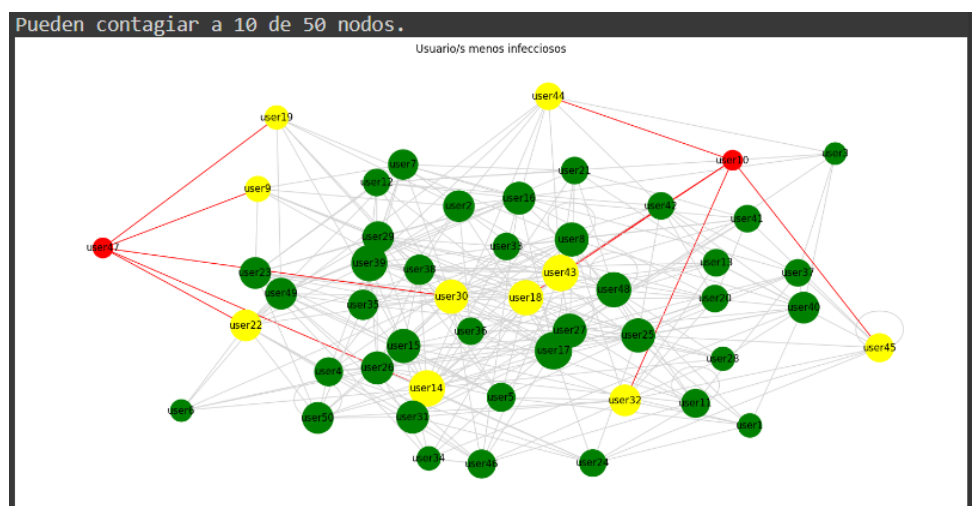 Pueden contagiar a 10 de 50 nodos.
Usuario/s menos infecciosos
user44
user19
user3
user10
user7
user21
user12
user9
user16
user2
user41
user29
user8
user33
user39
user13
user38
user23
user43
user37
user48
user49
user30
user18
user20
user35
user40
user22
user36
user27
user25
user15
user45
user17
user28
user26
user4
user14
user5
user32
user11
user6
user31
user50
user1
user34
user46
user24